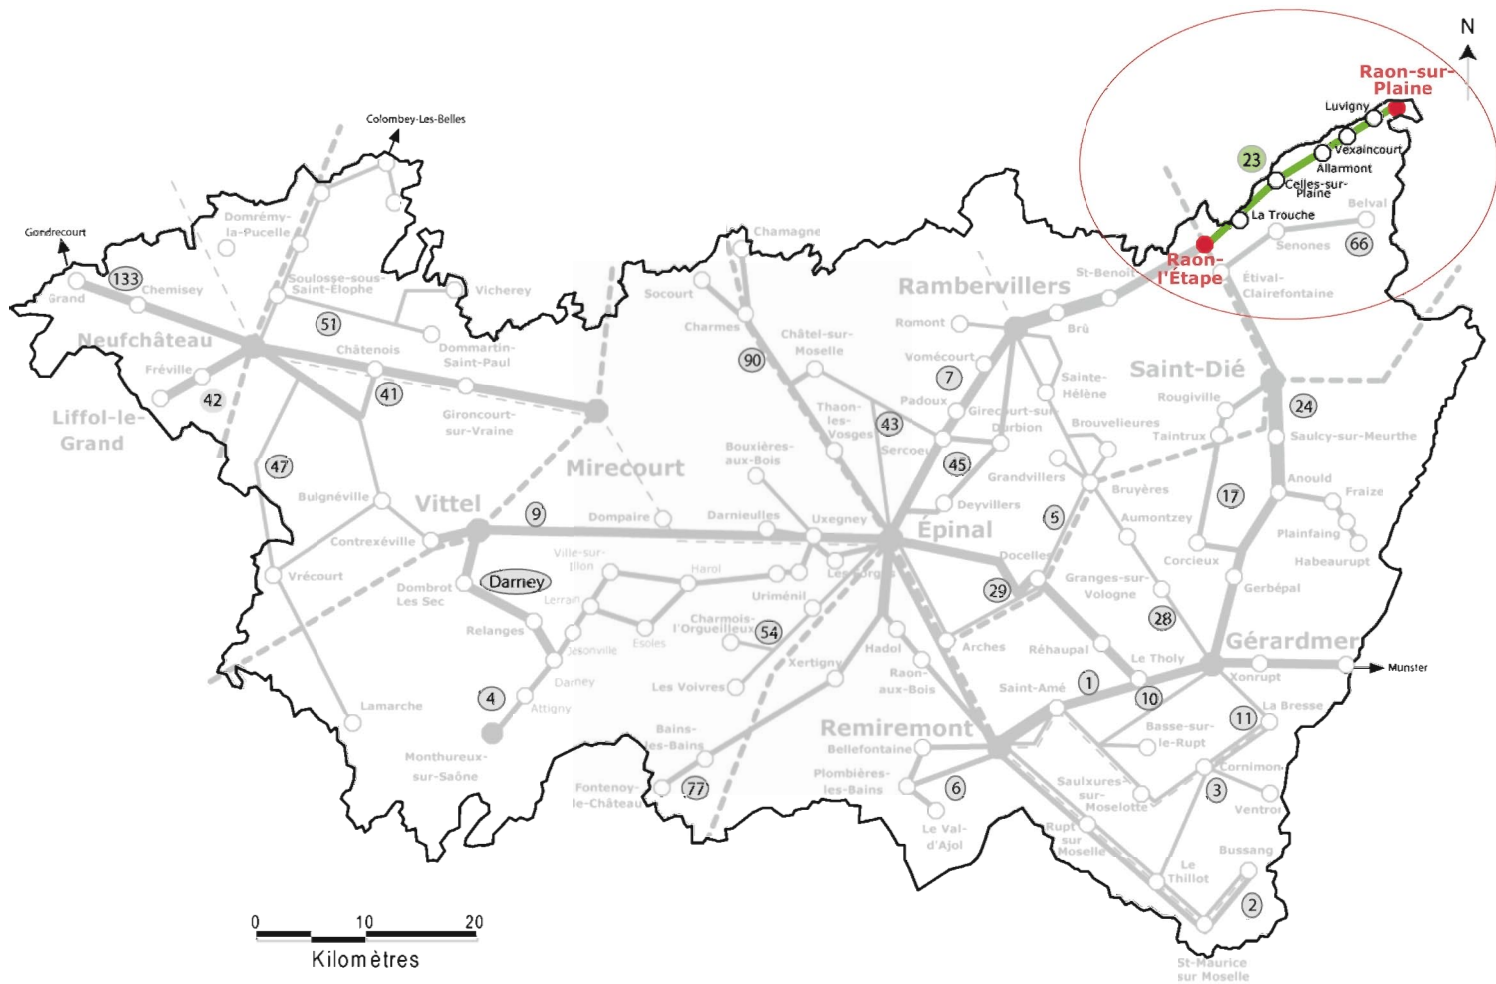 N
Raon-sur-
Plaine
Luvigny
Vexaincourt
Allarmont
23
Celles-sur-
Plaine
La Trouche
Raon-
l'Étape
Belval
Senones
66
Étival-
Clairefontaine
St-Benoit
Colombey-Les-Belles
Gondrecourt
Domrémy-
la-Pucelle
133
Grand
Chemisey
Soulosse-sous-
Saint-Élophe
Vicherey
51
Neufchâteau
Châtenois
Dommartin-
Saint-Paul
Fréville
42
41
Liffol-le-
Grand
Gironcourt-
sur-Vraine
Mirecourt
47
Buignéville
Vittel
9
Contrexéville
Vrécourt
Dombrot
Les Sec
Darney
Relanges
Lamarche
Monthureux-
sur-Saône
4
Attigny
Darney
Jésonville
Lerrain
Ville-sur-
Illon
Esoles
Harol
Dompaire
Darnieulles
Uxegney
Bouxières-
aux-Bois
Les Forges
Uriménil
Charmois-
l'Orgueilleux
54
Les Voivres
Xertigny
Bains-
les-Bains
Fontenoy-
le-Château
77
Chamagne
Socourt
Charmes
90
Châtel-sur-
Moselle
Thaon-
les-
Vosges
43
Sercoeur
45
Rambervillers
Romont
Brû
Vomécourt
7
Padoux
Girecourt-sur-
Durbion
Sainte-
Hélène
Brouvelieures
Grandvillers
Deyvillers
Bruyères
5
Épinal
Docelles
29
Aumontzey
Granges-sur-
Vologne
28
Saint-Dié
Rougiville
24
Taintrux
Saulcy-sur-Meurthe
17
Anould
Fraize
Plainfaing
Habeaurupt
Corcieux
Gerbépal
Gérardmer
Munster
Xonrupt
Arches
Hadol
Raon-
aux-Bois
Réhaupal
Le Tholy
Saint-Amé
1
10
11
La Bresse
Basse-sur-
le-Rupt
Remiremont
Bellefontaine
Plombières-
les-Bains
6
Le Val-
d'Ajol
Saulxures-
sur-
Moselotte
Cornimon
3
Ventron
Rupt
sur
Moselle
Le
Thillot
Bussang
2
St-Maurice
sur Moselle
0 10 20
Kilomètres